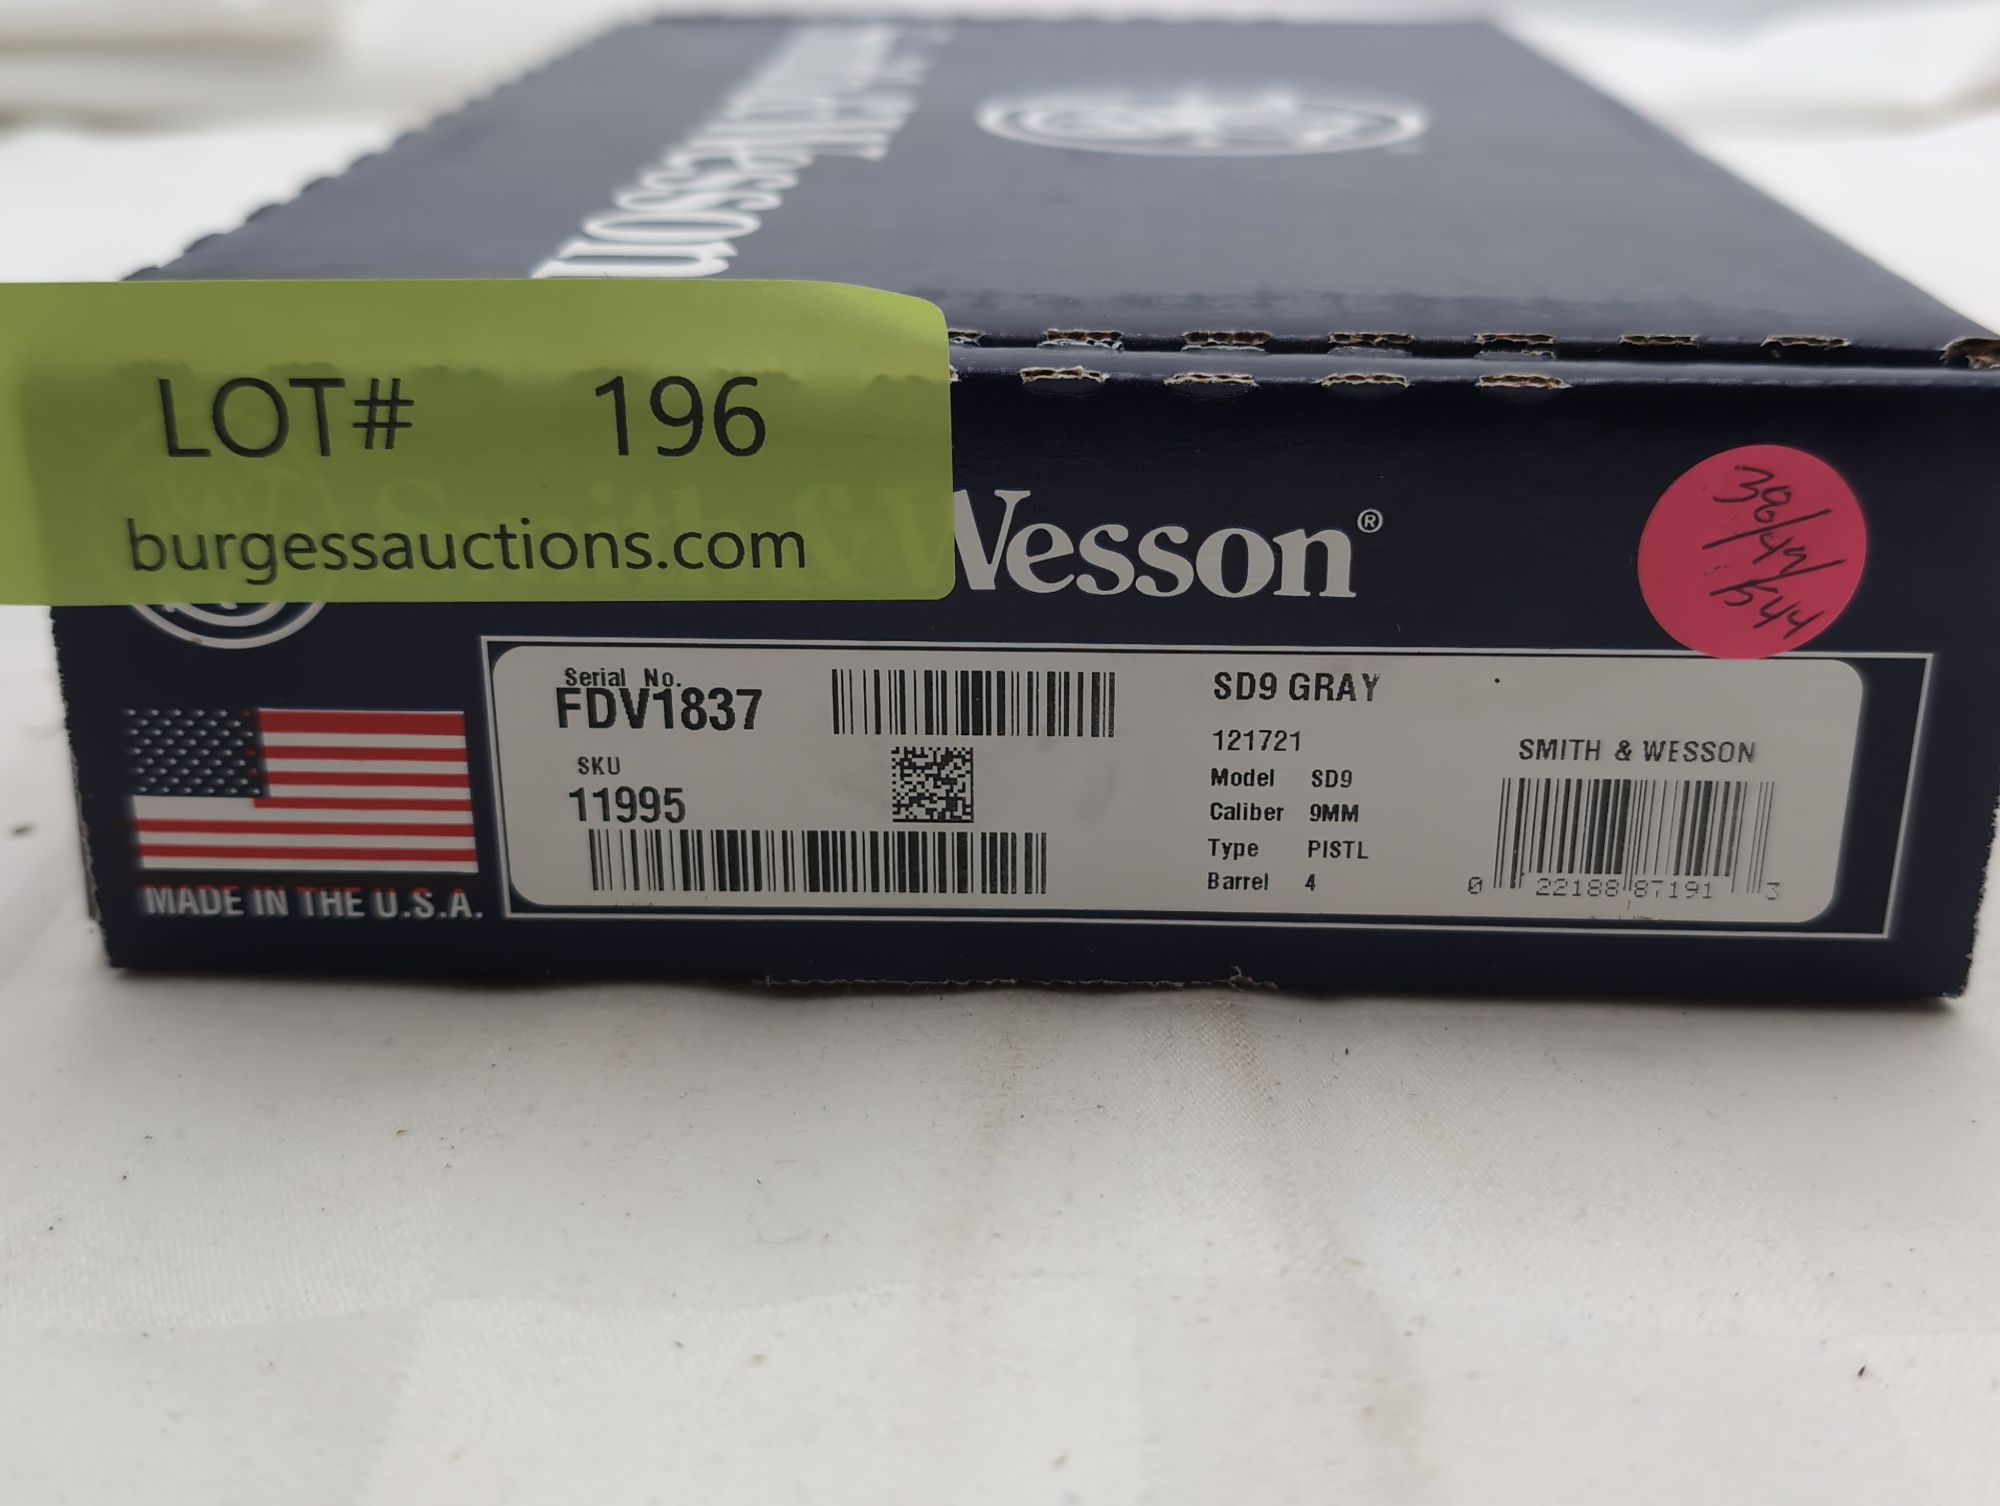 LOT# 196
burgessauctions.com
Wesson®
Wesson
Serial No.
FDV1837
SKU
11995
SD9 GRAY
121721
Model SD9
Caliber 9MM
Type PISTL
Barrel 4
SMITH & WESSON
0 22188 87191 3
MADE IN THE U.S.A.